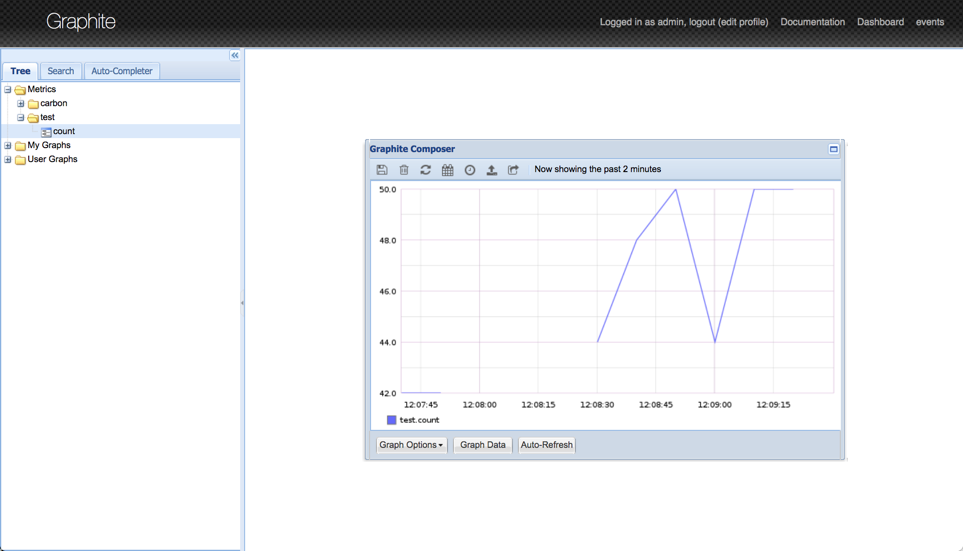 Graphite
Logged in as admin, logout (edit profile) Documentation Dashboard events
Tree Search Auto-Completer
Metrics
carbon
test
count
My Graphs
User Graphs
Graphite Composer
Now showing the past 2 minutes
50.0
48.0
46.0
44.0
42.0
12:07:45 12:08:00 12:08:15 12:08:30 12:08:45 12:09:00 12:09:15
test.count
Graph Options Graph Data Auto-Refresh